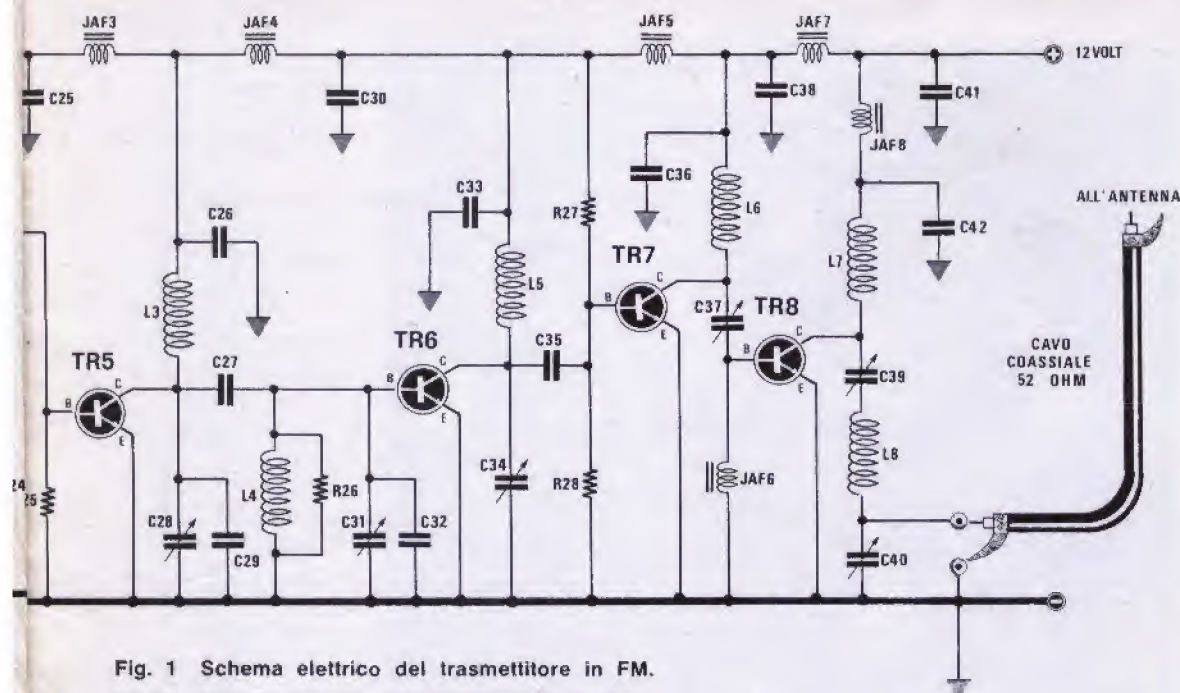 JAF3
JAF4
JAF5
JAF7
12 VOLT
C25
C30
C38
C41
JAF8
C36
C33
R27
L6
C26
C42
ALL'ANTENNA
L5
L7
TR7
B
C
E
L3
C37
TR8
B
C
E
TR5
B
C
E
C27
TR6
B
C
E
C35
C39
CAVO
COASSIALE
52 OHM
L8
24
25
C28
C29
L4
R26
C31
C32
C34
R28
JAF6
C40
Fig. 1 Schema elettrico del trasmettitore in FM.